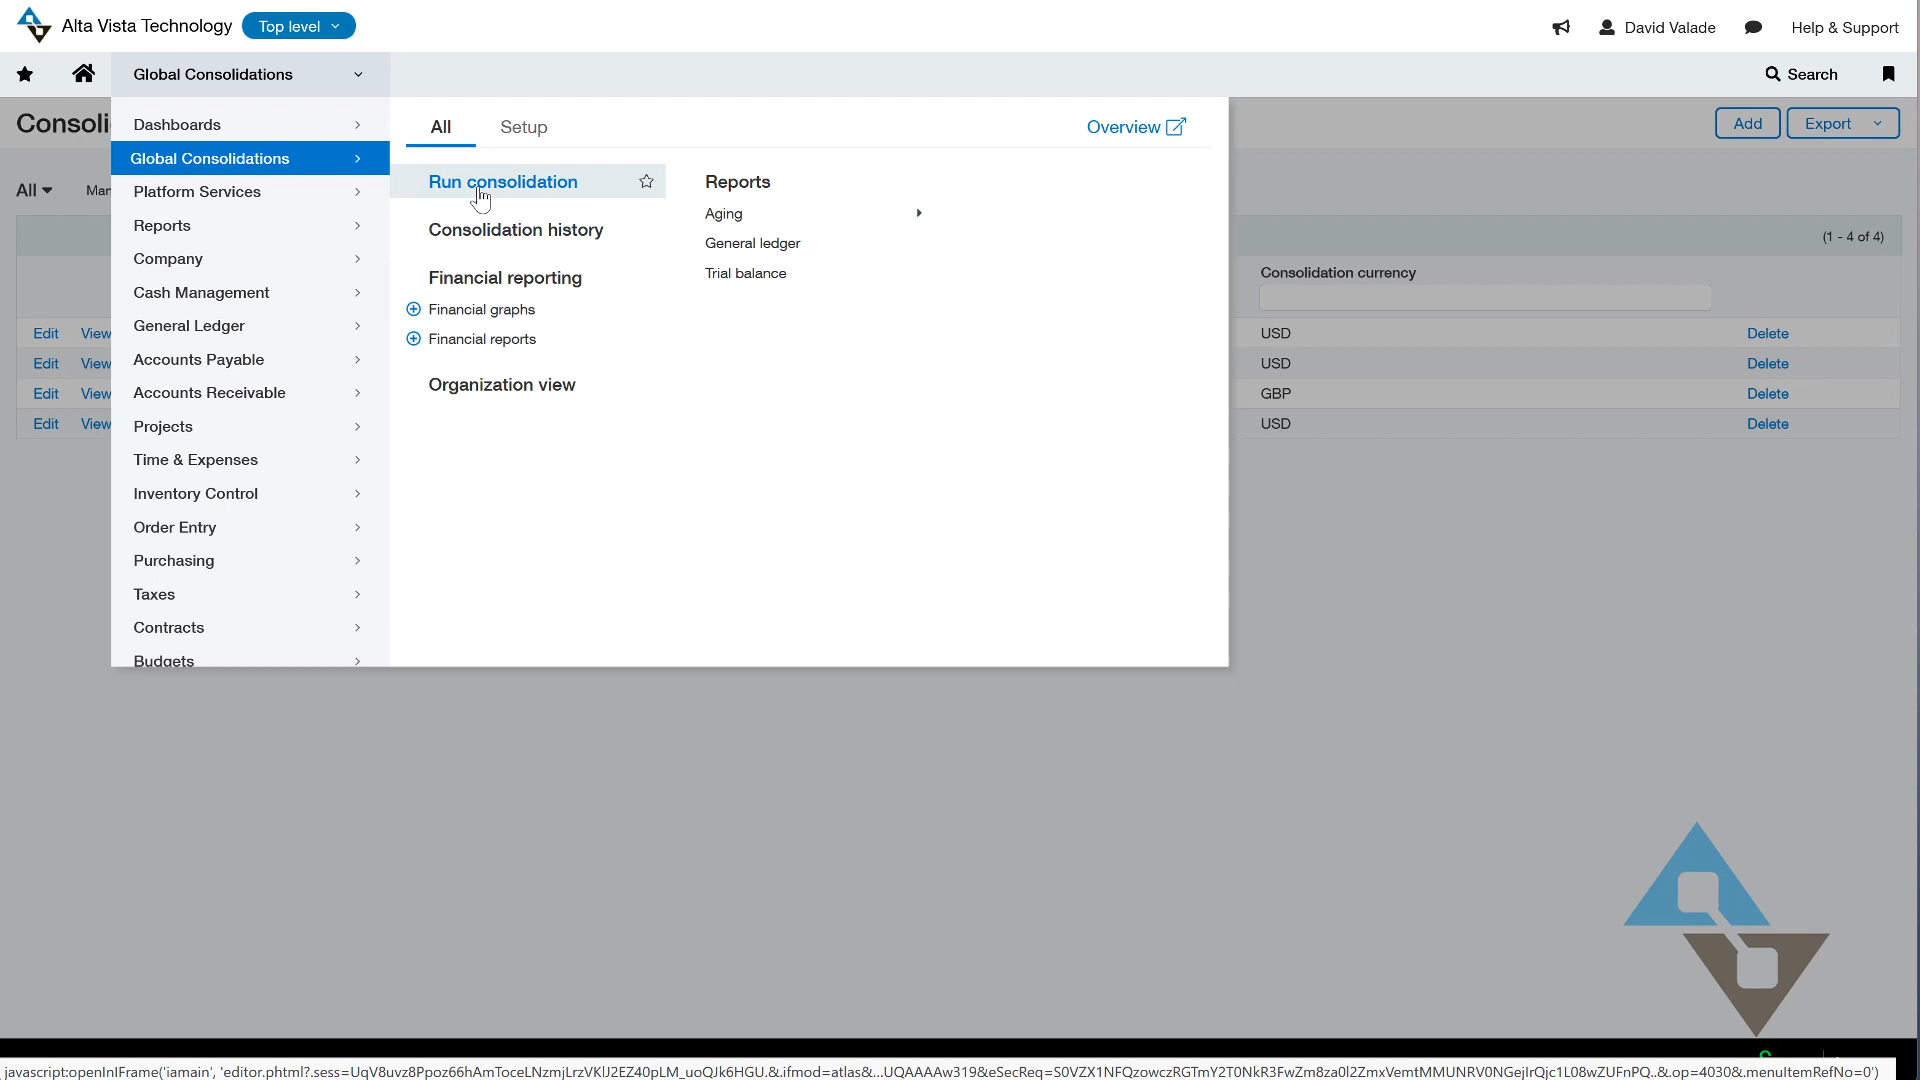 Alta Vista Technology Top level
David Valade Help & Support
Global Consolidations Search
Consoli Add Export
Dashboards
Global Consolidations
Platform Services
Reports
Company
Cash Management
General Ledger
Accounts Payable
Accounts Receivable
Projects
Time & Expenses
Inventory Control
Order Entry
Purchasing
Taxes
Contracts
Budgets
All Setup Overview
Run consolidation
Consolidation history
Financial reporting
Financial graphs
Financial reports
Organization view
Reports
Aging
General ledger
Trial balance
All Man
(1 - 4 of 4)
Consolidation currency
Edit View USD Delete
Edit View USD Delete
Edit View GBP Delete
Edit View USD Delete